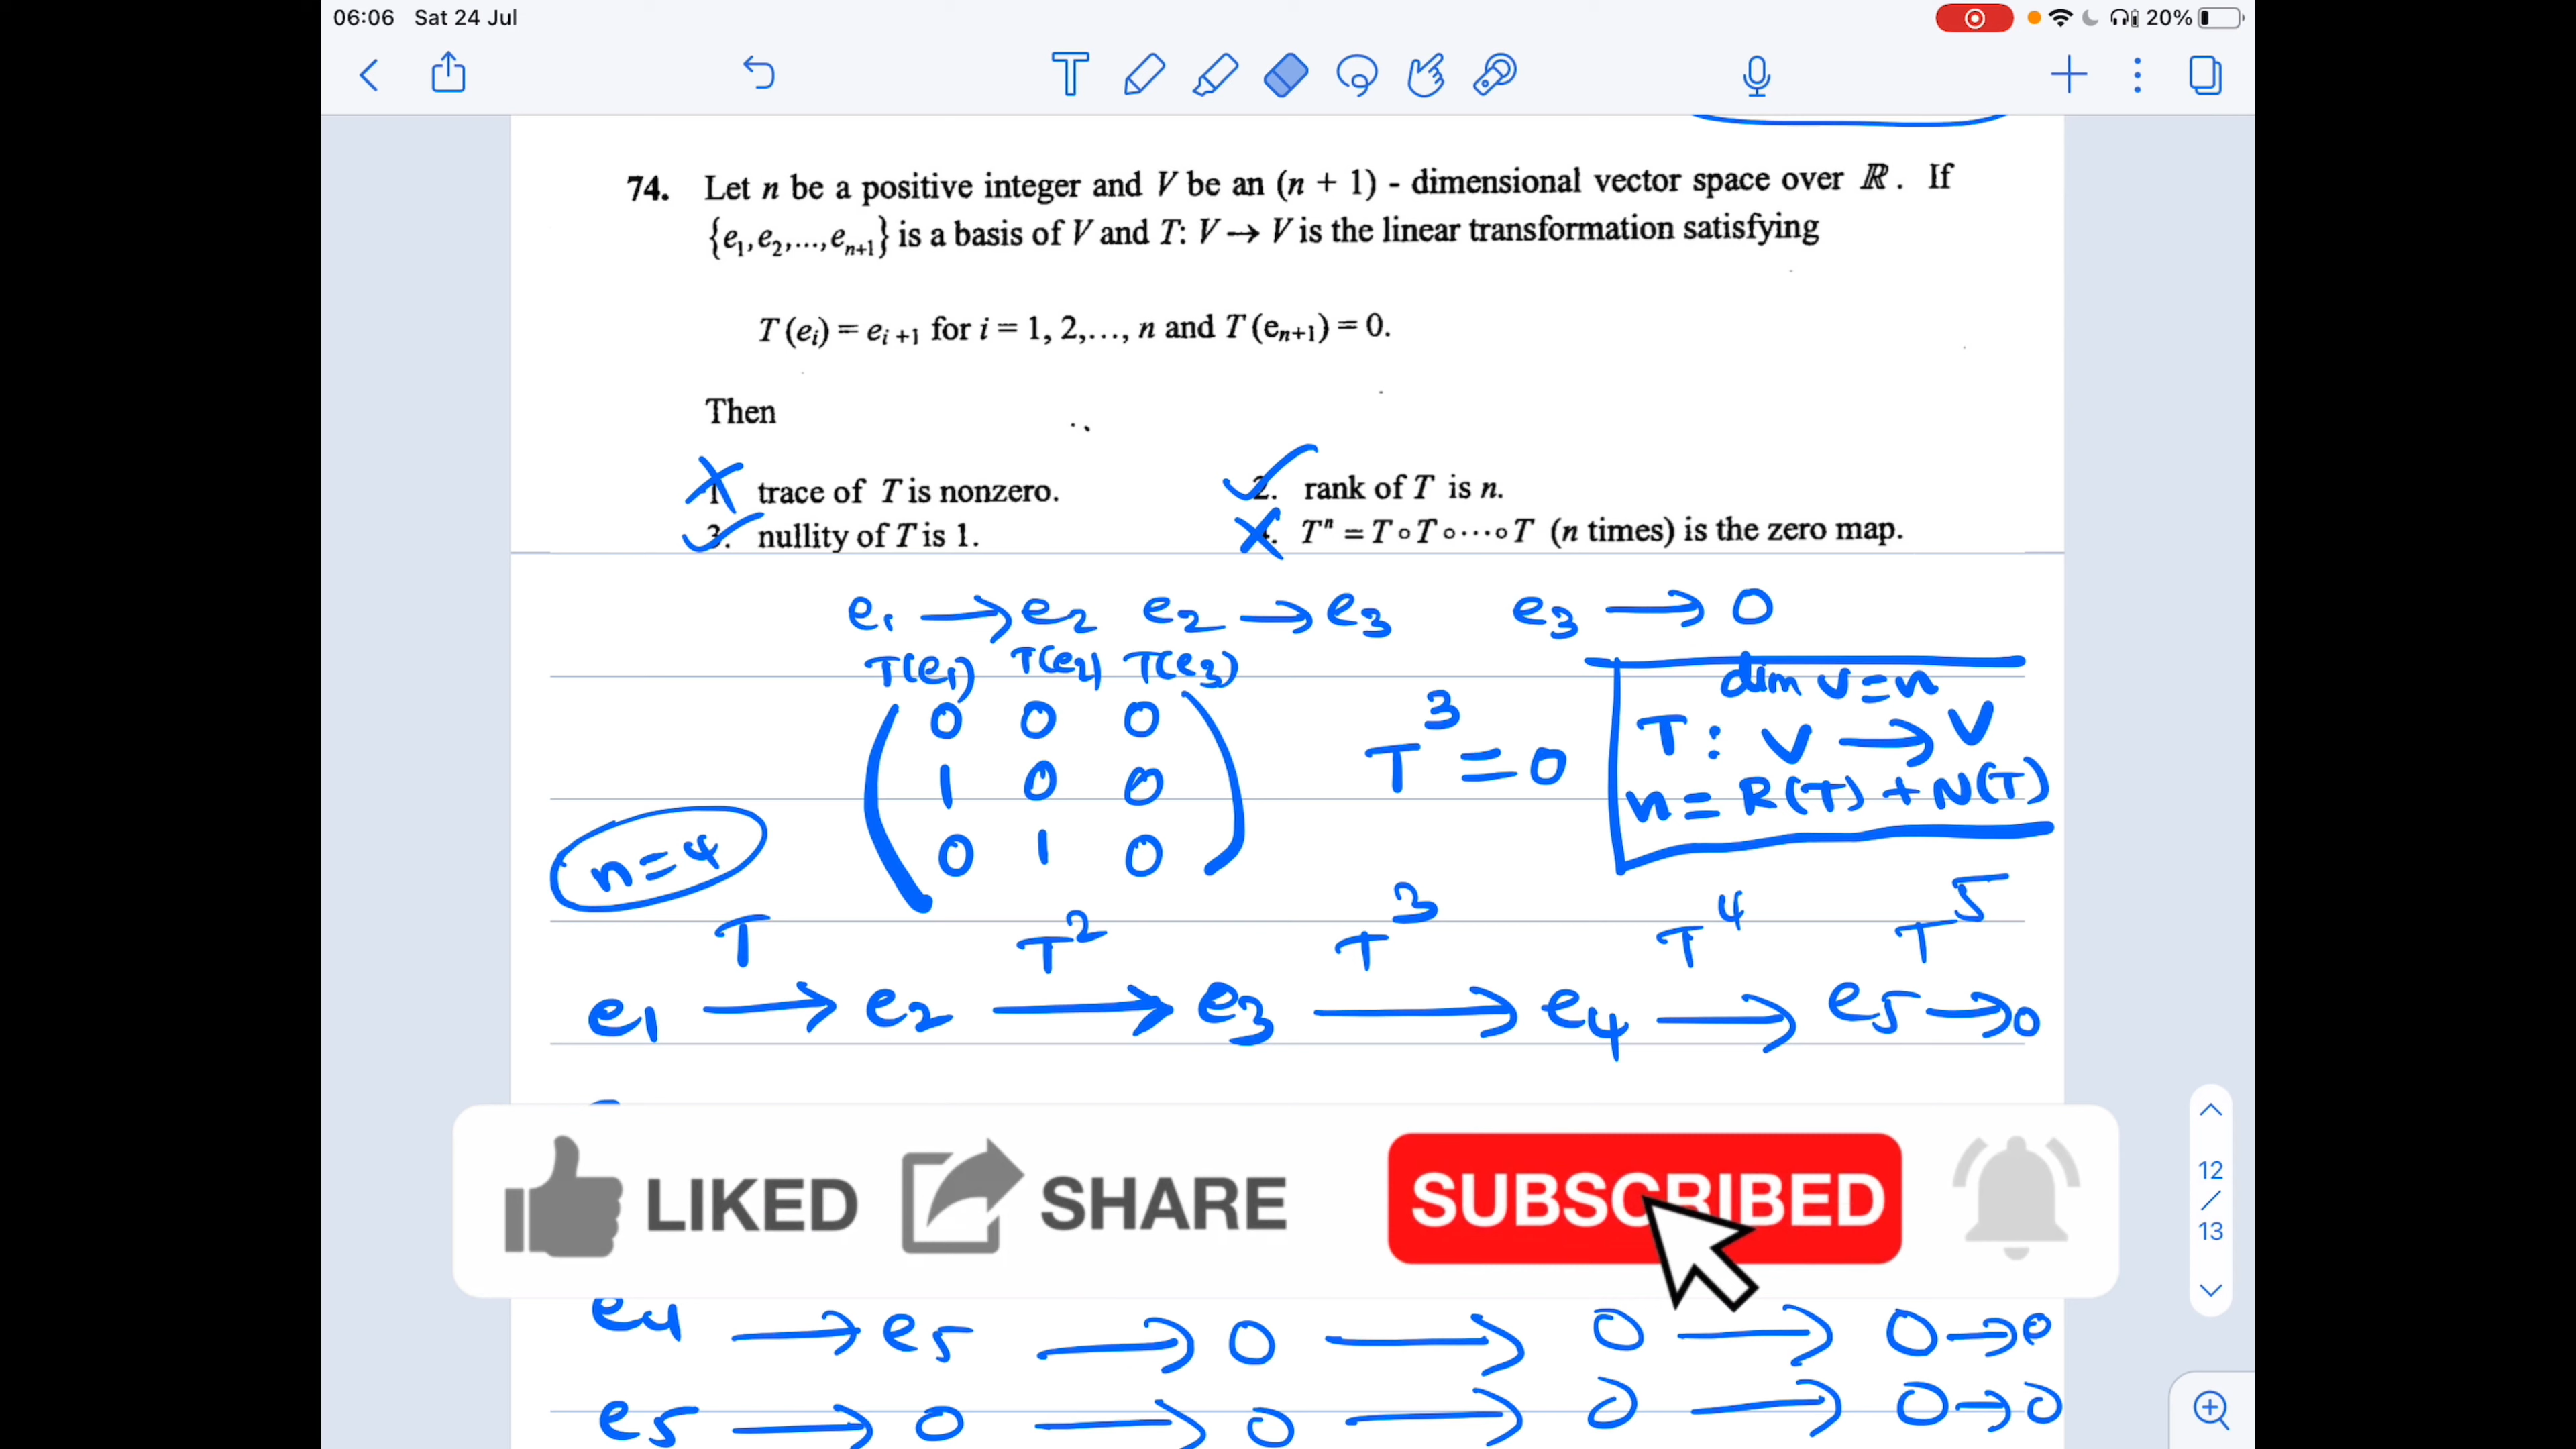 06:06 Sat 24 Jul 20%
74. Let n be a positive integer and V be an (n + 1) - dimensional vector space over ℝ. If
{e₁, e₂,..., eₙ₊₁} is a basis of V and T: V → V is the linear transformation satisfying
T (eᵢ) = eᵢ ₊₁ for i = 1, 2,..., n and T (eₙ₊₁) = 0.
Then
1 trace of T is nonzero. 2. rank of T is n.
3. nullity of T is 1. Tⁿ = T∘T∘⋯∘T (n times) is the zero map.
e₁ → e₂ e₂ → e₃ e₃ → 0
T(e₁) T(e₂) T(e₃)
dim V = n
0 0 0
T³ = 0
T : V → V
1 0 0
n = R(T) + N(T)
0 1 0
n = 4
T T² T³ T⁴ T⁵
e₁ → e₂ → e₃ → e₄ → e₅ → 0
LIKED SHARE SUBSCRIBED
12
/
13
e₄ → e₅ → 0 → 0 → 0 → 0
e₅ → 0 → 0 → 0 → 0 → 0